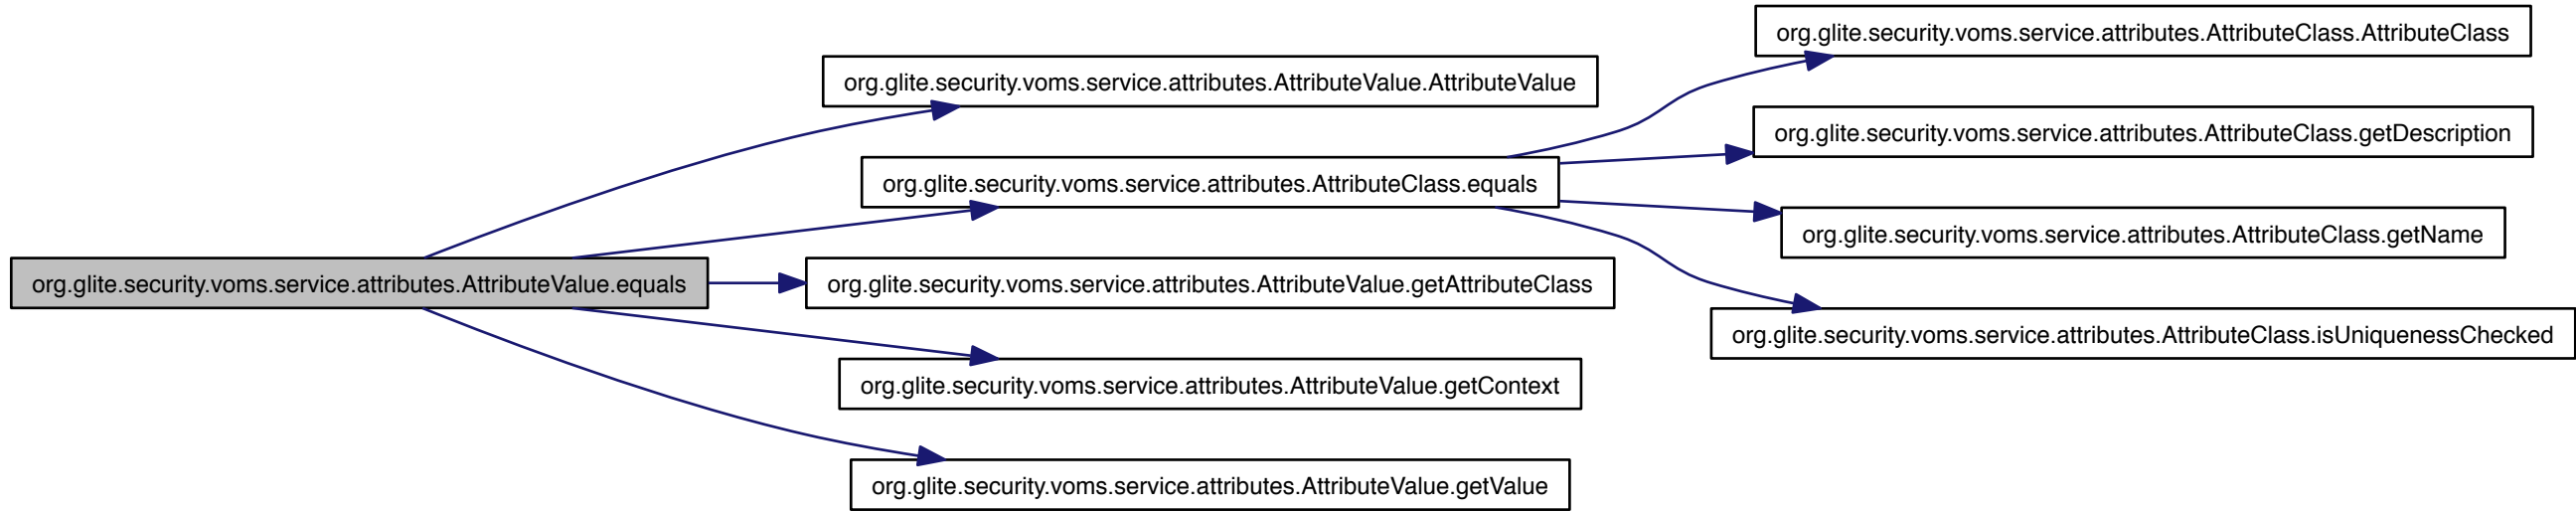 org.glite.security.voms.service.attributes.AttributeClass.AttributeClass
org.glite.security.voms.service.attributes.AttributeValue.AttributeValue
org.glite.security.voms.service.attributes.AttributeClass.getDescription
org.glite.security.voms.service.attributes.AttributeClass.equals
org.glite.security.voms.service.attributes.AttributeClass.getName
org.glite.security.voms.service.attributes.AttributeValue.equals
org.glite.security.voms.service.attributes.AttributeValue.getAttributeClass
org.glite.security.voms.service.attributes.AttributeClass.isUniquenessChecked
org.glite.security.voms.service.attributes.AttributeValue.getContext
org.glite.security.voms.service.attributes.AttributeValue.getValue